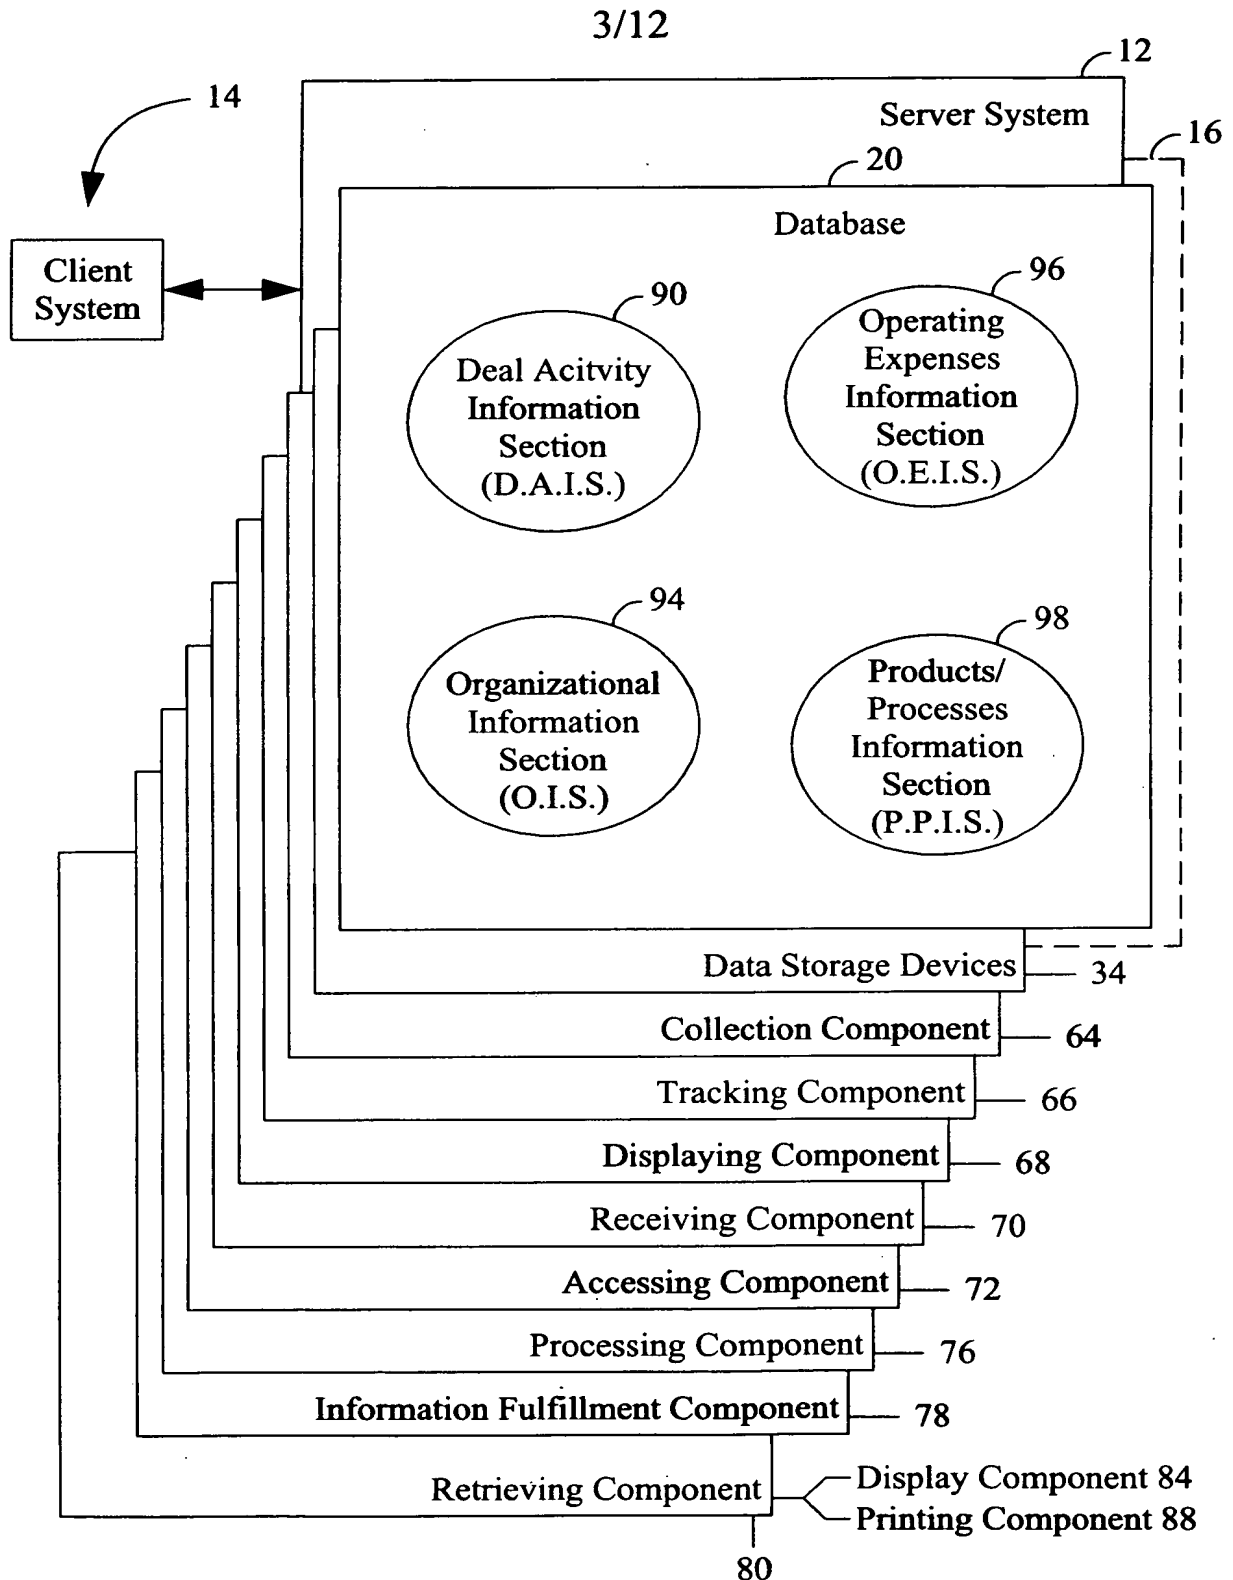 3/12
12
14
Server System
16
20
Database
Client
System
90
96
Deal Acitvity
Information
Section
(D.A.I.S.)
Operating
Expenses
Information
Section
(O.E.I.S.)
94
98
Organizational
Information
Section
(O.I.S.)
Products/
Processes
Information
Section
(P.P.I.S.)
Data Storage Devices 34
Collection Component 64
Tracking Component 66
Displaying Component 68
Receiving Component 70
Accessing Component 72
Processing Component 76
Information Fulfillment Component 78
Retrieving Component
Display Component 84
Printing Component 88
80